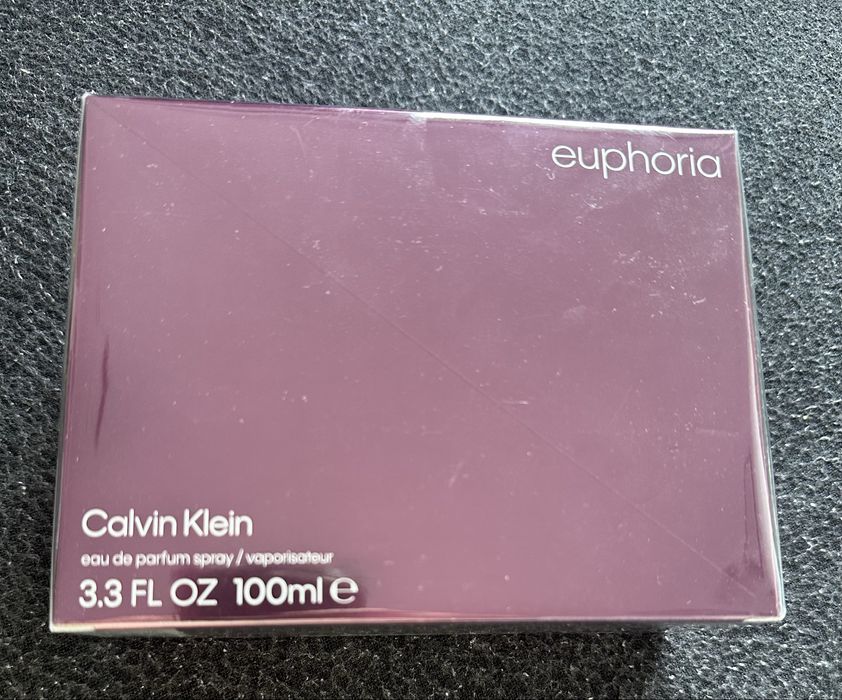 euphoria
Calvin Klein
eau de parfum spray / vaporisateur
3.3 FL OZ 100ml ℮